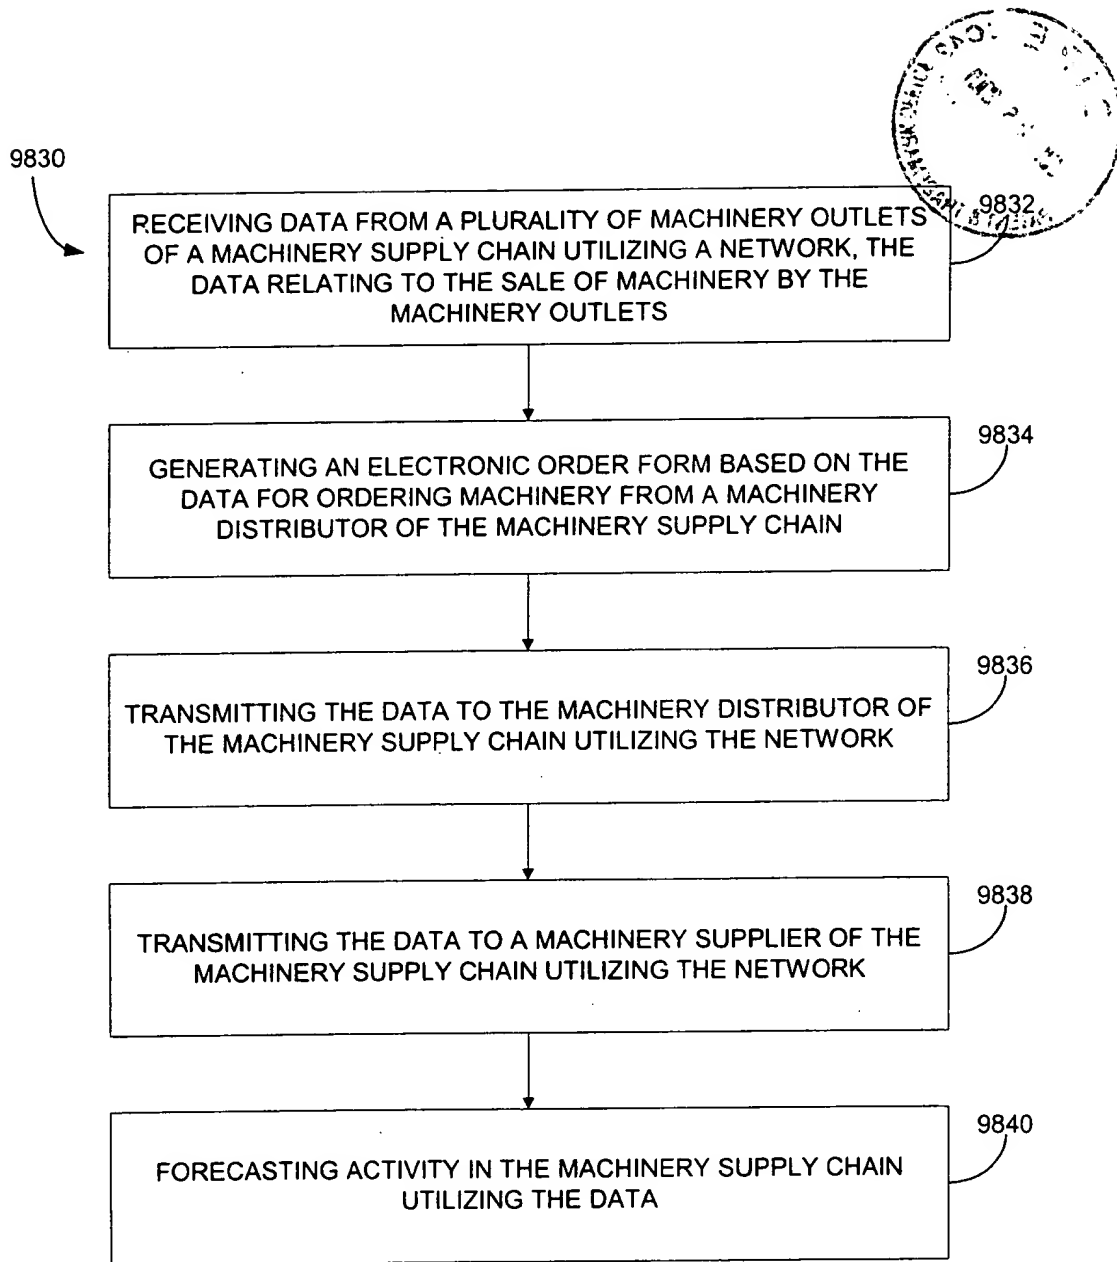 9830
9832
RECEIVING DATA FROM A PLURALITY OF MACHINERY OUTLETS
OF A MACHINERY SUPPLY CHAIN UTILIZING A NETWORK, THE
DATA RELATING TO THE SALE OF MACHINERY BY THE
MACHINERY OUTLETS
9834
GENERATING AN ELECTRONIC ORDER FORM BASED ON THE
DATA FOR ORDERING MACHINERY FROM A MACHINERY
DISTRIBUTOR OF THE MACHINERY SUPPLY CHAIN
9836
TRANSMITTING THE DATA TO THE MACHINERY DISTRIBUTOR OF
THE MACHINERY SUPPLY CHAIN UTILIZING THE NETWORK
9838
TRANSMITTING THE DATA TO A MACHINERY SUPPLIER OF THE
MACHINERY SUPPLY CHAIN UTILIZING THE NETWORK
9840
FORECASTING ACTIVITY IN THE MACHINERY SUPPLY CHAIN
UTILIZING THE DATA